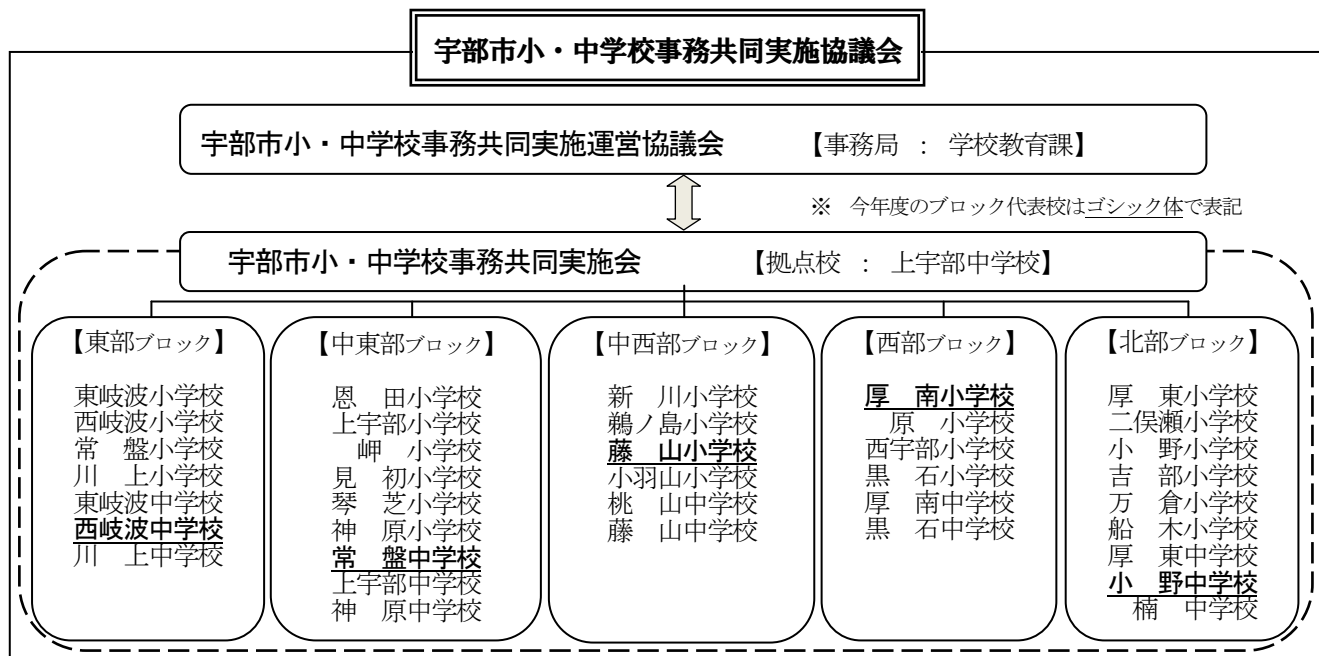 宇部市小・中学校事務共同実施協議会
宇部市小・中学校事務共同実施運営協議会　　【事務局 : 学校教育課】
※　今年度のブロック代表校はゴシック体で表記
宇部市小・中学校事務共同実施会　　【拠点校 : 上宇部中学校】
【東部ブロック】
東岐波小学校
西岐波小学校
常　盤小学校
川　上小学校
東岐波中学校
西岐波中学校
川　上中学校
【中東部ブロック】
恩　田小学校
上宇部小学校
岬　小学校
見　初小学校
琴　芝小学校
神　原小学校
常　盤中学校
上宇部中学校
神　原中学校
【中西部ブロック】
新　川小学校
鵜ノ島小学校
藤　山小学校
小羽山小学校
桃　山中学校
藤　山中学校
【西部ブロック】
厚　南小学校
原　小学校
西宇部小学校
黒　石小学校
厚　南中学校
黒　石中学校
【北部ブロック】
厚　東小学校
二俣瀬小学校
小　野小学校
吉　部小学校
万　倉小学校
船　木小学校
厚　東中学校
小　野中学校
楠　中学校